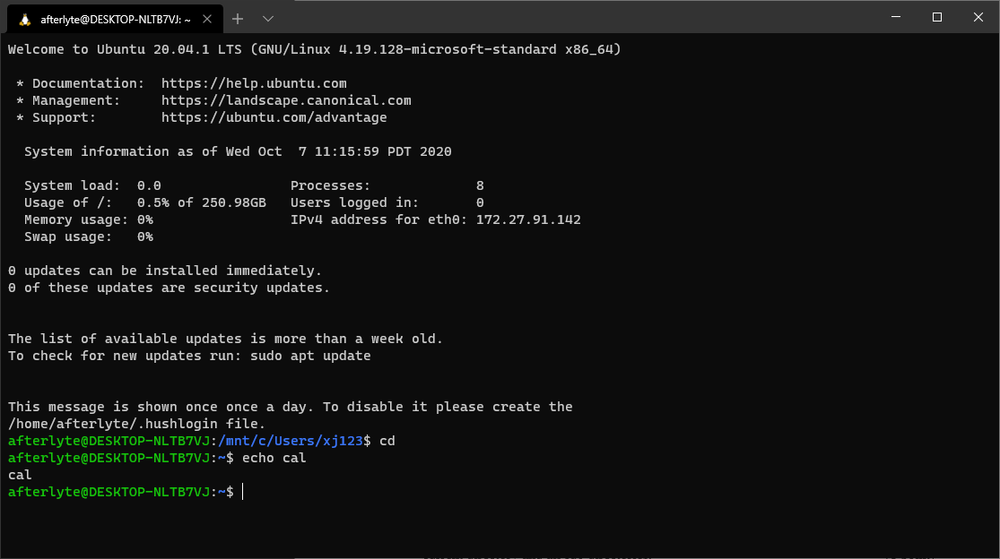 afterlyte@DESKTOP-NLTB7VJ: ~
Welcome to Ubuntu 20.04.1 LTS (GNU/Linux 4.19.128-microsoft-standard x86_64)
* Documentation:  https://help.ubuntu.com
* Management:     https://landscape.canonical.com
* Support:        https://ubuntu.com/advantage
System information as of Wed Oct  7 11:15:59 PDT 2020
System load:  0.0                Processes:             8
Usage of /:   0.5% of 250.98GB   Users logged in:       0
Memory usage: 0%                 IPv4 address for eth0: 172.27.91.142
Swap usage:   0%
0 updates can be installed immediately.
0 of these updates are security updates.
The list of available updates is more than a week old.
To check for new updates run: sudo apt update
This message is shown once once a day. To disable it please create the
/home/afterlyte/.hushlogin file.
afterlyte@DESKTOP-NLTB7VJ:/mnt/c/Users/xj123$ cd
afterlyte@DESKTOP-NLTB7VJ:~$ echo cal
cal
afterlyte@DESKTOP-NLTB7VJ:~$